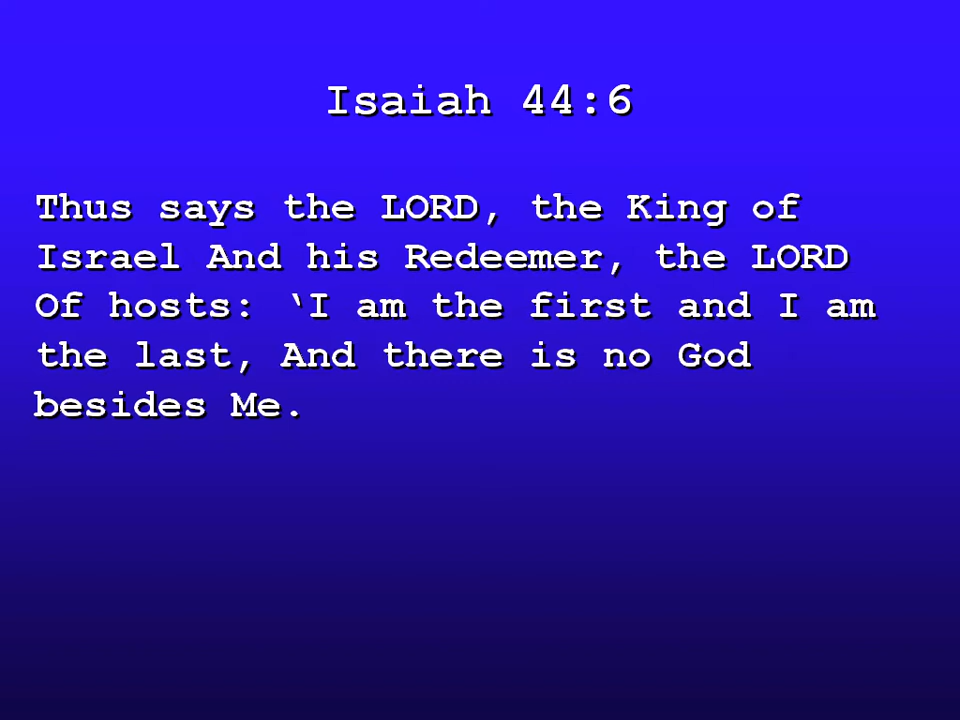 Isaiah 44:6
Thus says the LORD, the King of
Israel And his Redeemer, the LORD
Of hosts: ‘I am the first and I am
the last, And there is no God
besides Me.